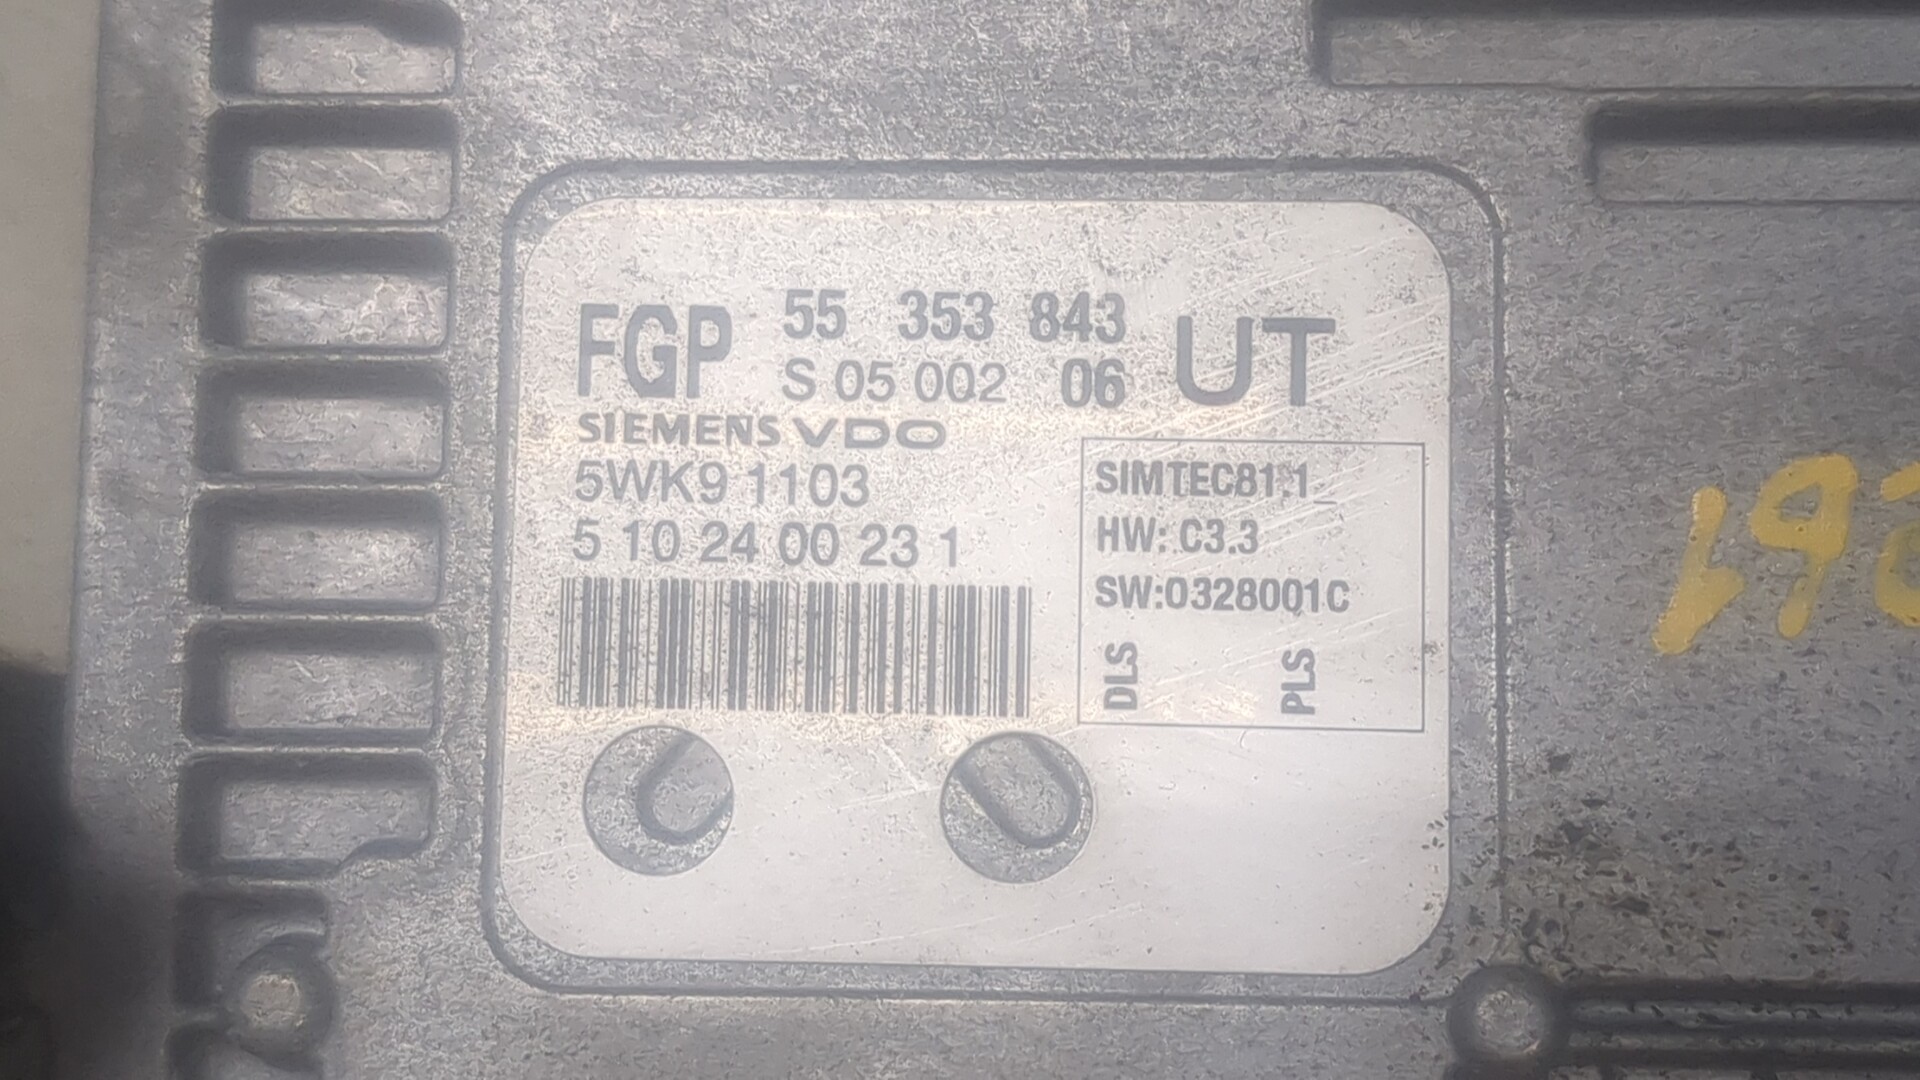 FGP 55 353 843 UT
S 05 002 06
SIEMENS VDO
5WK9 1103
5 10 24 00 23 1
SIMTEC81.1_
HW: C3.3
SW:0328001C
DLS PLS